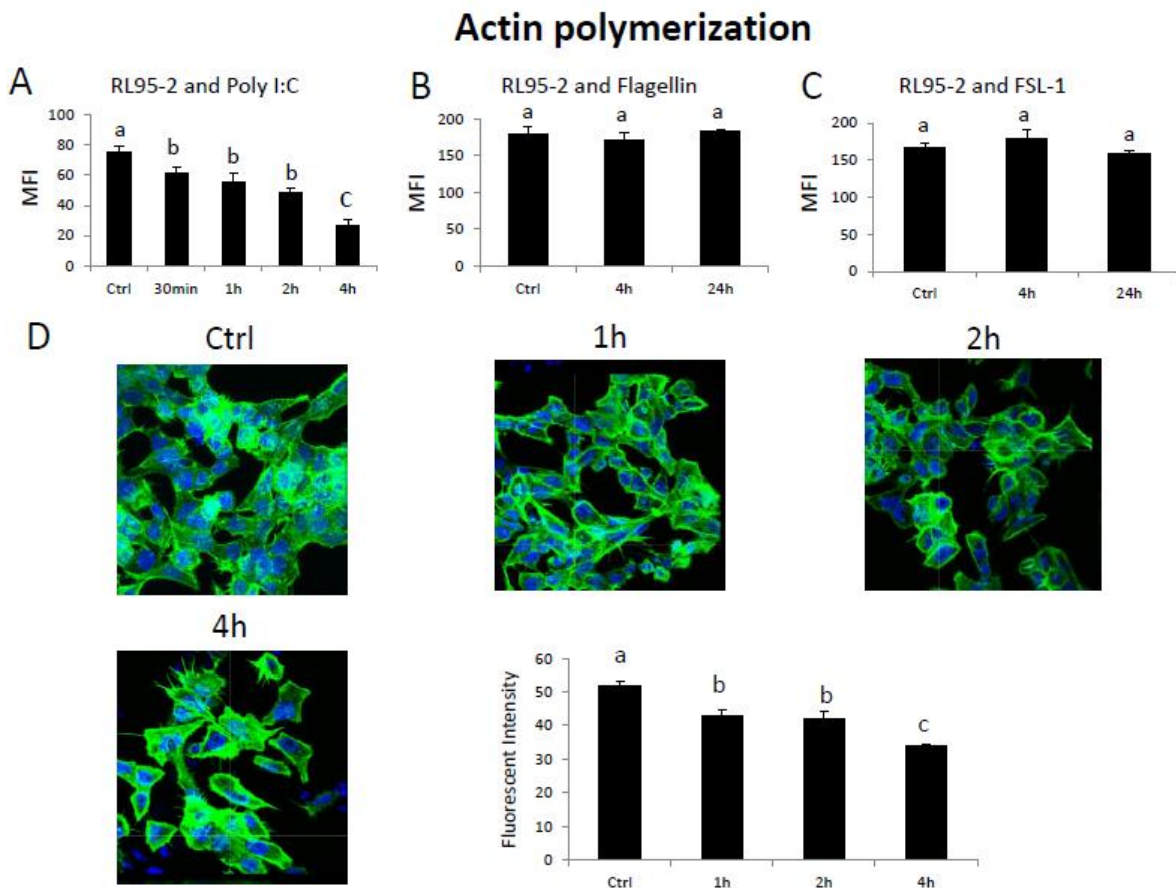 Actin polymerization
A
RL95-2 and Poly I:C
MFI
100
80
60
40
20
0
a
b
b
b
C
Ctrl 30min 1h 2h 4h
B
RL95-2 and Flagellin
MFI
200
150
100
50
0
a
a
a
Ctrl 4h 24h
C
RL95-2 and FSL-1
MFI
200
150
100
50
0
a
a
a
Ctrl 4h 24h
D
Ctrl
1h
2h
4h
Fluorescent Intensity
60
50
40
30
20
10
0
a
b
b
c
Ctrl 1h 2h 4h